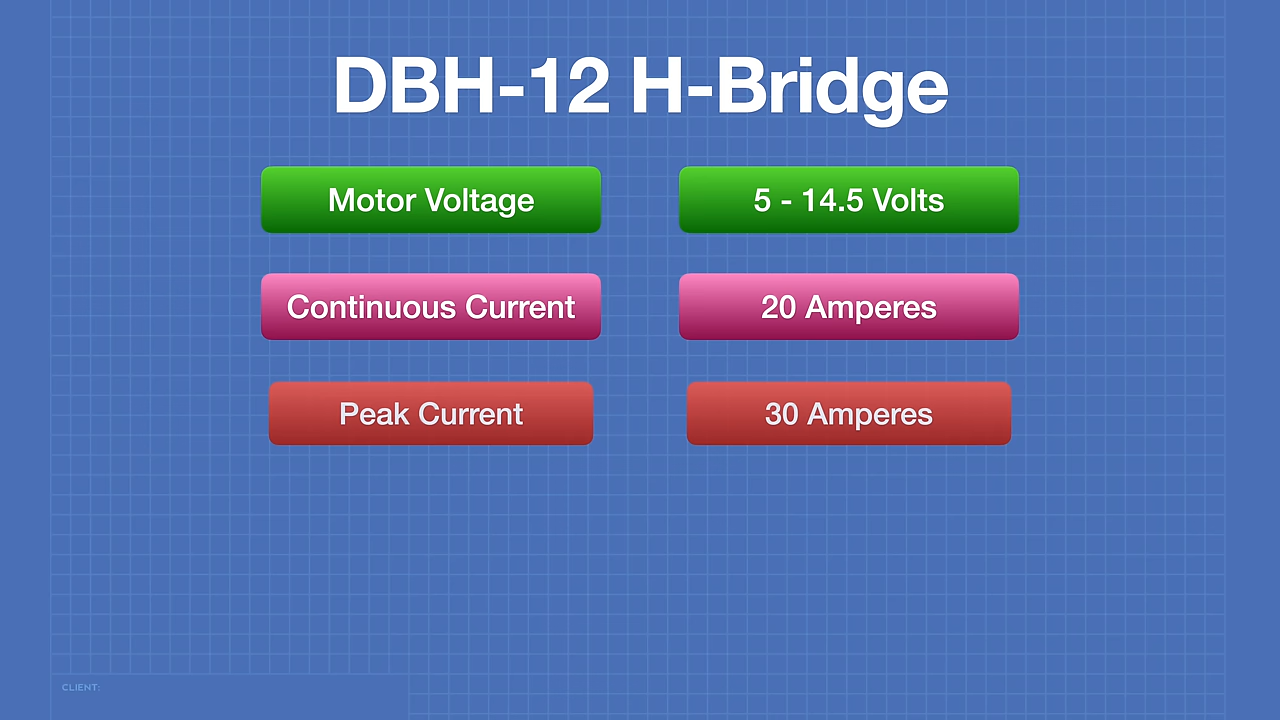 DBH-12 H-Bridge
Motor Voltage
5 - 14.5 Volts
Continuous Current
20 Amperes
Peak Current
30 Amperes
CLIENT: